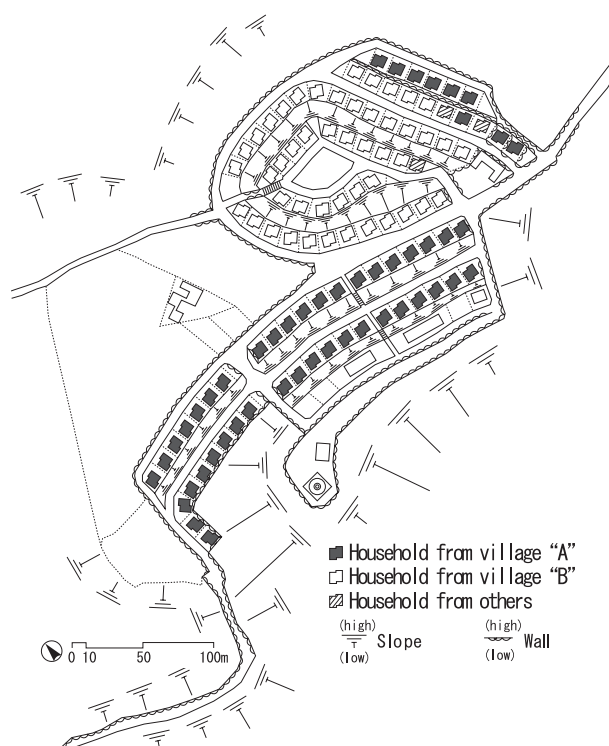 Household from village “A”
Household from village “B”
Household from others
(high)
Slope
(low)
(high)
Wall
(low)
0 10 50 100m